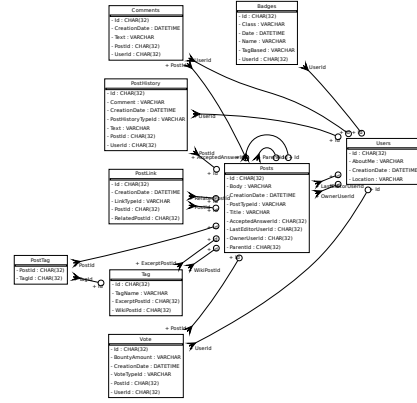 Comments
- Id : CHAR(32)
- CreationDate : DATETIME
- Text : VARCHAR
- PostId : CHAR(32)
- UserId : CHAR(32)
Badges
- Id : CHAR(32)
- Class : VARCHAR
- Date : DATETIME
- Name : VARCHAR
- TagBased : VARCHAR
- UserId : CHAR(32)
UserId
+ PostId
UserId
PostHistory
- Id : CHAR(32)
- Comment : VARCHAR
- CreationDate : DATETIME
- PostHistoryTypeId : VARCHAR
- Text : VARCHAR
- PostId : CHAR(32)
- UserId : CHAR(32)
UserId
PostId
+ Id
+ Id
Users
- Id : CHAR(32)
- AboutMe : VARCHAR
- CreationDate : DATETIME
- Location : VARCHAR
+ Id
Posts
- Id : CHAR(32)
- Body : VARCHAR
- CreationDate : DATETIME
- PostTypeId : VARCHAR
- Title : VARCHAR
- AcceptedAnswerId : CHAR(32)
- LastEditorUserId : CHAR(32)
- OwnerUserId : CHAR(32)
- ParentId : CHAR(32)
OwnerUserId
+ Id
PostLink
- Id : CHAR(32)
- CreationDate : DATETIME
- LinkTypeId : VARCHAR
- PostId : CHAR(32)
- RelatedPostId : CHAR(32)
+ Id
+ Id
+ Id
PostTag
- PostId : CHAR(32)
- TagId : CHAR(32)
PostId
TagId
+ Id
+ ExcerptPostId
WikiPostId
Tag
- Id : CHAR(32)
- TagName : VARCHAR
- ExcerptPostId : CHAR(32)
- WikiPostId : CHAR(32)
+ PostId
UserId
Vote
- Id : CHAR(32)
- BountyAmount : VARCHAR
- CreationDate : DATETIME
- VoteTypeId : VARCHAR
- PostId : CHAR(32)
- UserId : CHAR(32)